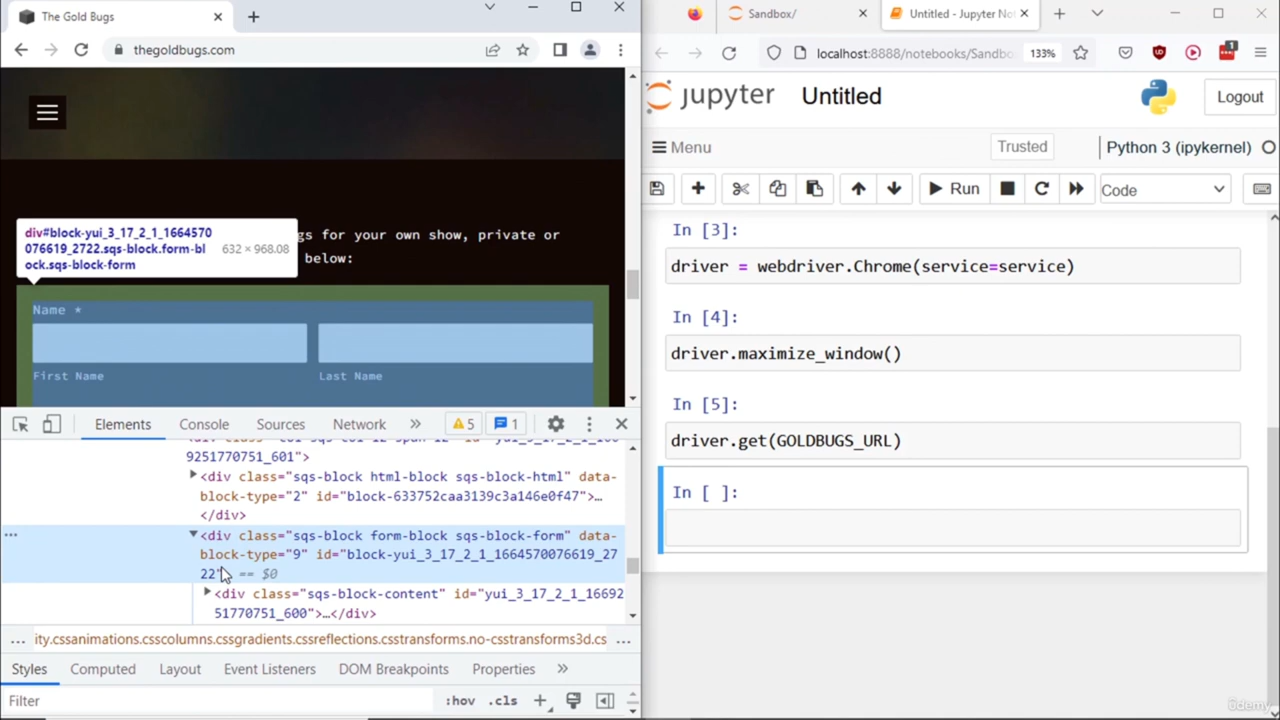 The Gold Bugs
thegoldbugs.com
div#block-yui_3_17_2_1_1664570
076619_2722.sqs-block.form-bl
ock.sqs-block-form
632 × 968.08
gs for your own show, private or
below:
Name *
First Name
Last Name
Elements
Console
Sources
Network
5
1
9251770751_601">
<div class="sqs-block html-block sqs-block-html" data-
block-type="2" id="block-633752caa3139c3a146e0f47">…
</div>
<div class="sqs-block form-block sqs-block-form" data-
block-type="9" id="block-yui_3_17_2_1_1664570076619_27
22" == $0
<div class="sqs-block-content" id="yui_3_17_2_1_16692
51770751_600">…</div>
... ity.cssanimations.csscolumns.cssgradients.cssreflections.csstransforms.no-csstransforms3d.cs ...
Styles
Computed
Layout
Event Listeners
DOM Breakpoints
Properties
Filter
:hov
.cls
Sandbox/
Untitled - Jupyter Not
localhost:8888/notebooks/Sandbo
133%
1
jupyter
Untitled
Logout
Menu
Trusted
Python 3 (ipykernel)
Run
Code
In [3]:
driver = webdriver.Chrome(service=service)
In [4]:
driver.maximize_window()
In [5]:
driver.get(GOLDBUGS_URL)
In [ ]:
ûdemy